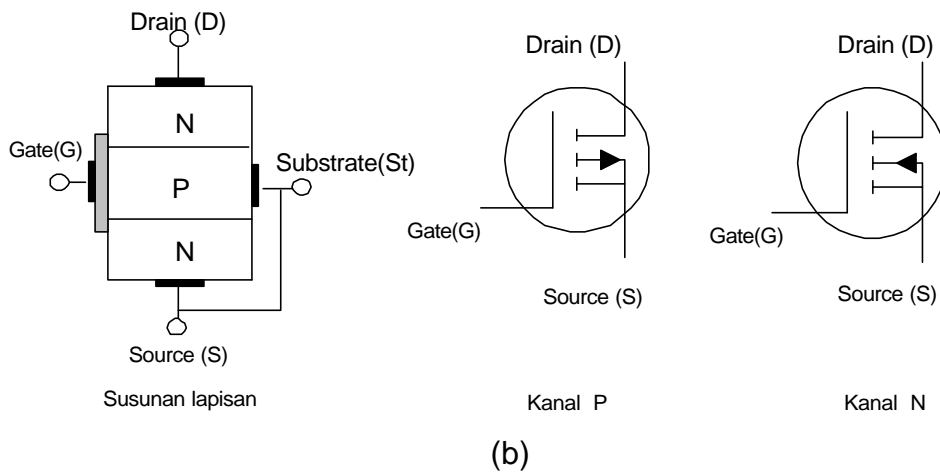 Drain (D)
N
Gate(G)
P
Substrate(St)
N
Source (S)
Susunan lapisan
Drain (D)
Gate(G)
Source (S)
Kanal P
Drain (D)
Gate(G)
Source (S)
Kanal N
(b)